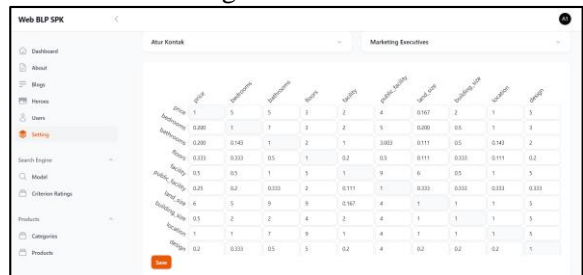 Web BLP SPK
A1
Dashboard
About
Blogs
Heroes
Users
Setting
Search Engine
Model
Criterion Ratings
Products
Categories
Products
Atur Kontak
Marketing Executives
price bedrooms bathrooms floors facility public_facility land_size building_size location design
price 1 5 5 3 2 4 0.167 2 1 5
bedrooms 0.200 1 7 3 2 5 0.200 0.5 1 3
bathrooms 0.200 0.143 1 2 1 3.003 0.111 0.5 0.143 2
floors 0.333 0.333 0.5 1 0.2 0.5 0.111 0.333 0.111 0.2
facility 0.5 0.5 1 5 1 9 6 0.5 1 5
public_facility 0.25 0.2 0.333 2 0.111 1 0.333 0.333 0.333 0.333
land_size 6 5 9 9 0.167 4 1 1 1 5
building_size 0.5 2 2 4 2 4 1 1 1 5
location 1 1 7 9 1 4 1 1 1 5
design 0.2 0.333 0.5 5 0.2 4 0.2 0.2 0.2 1
Save